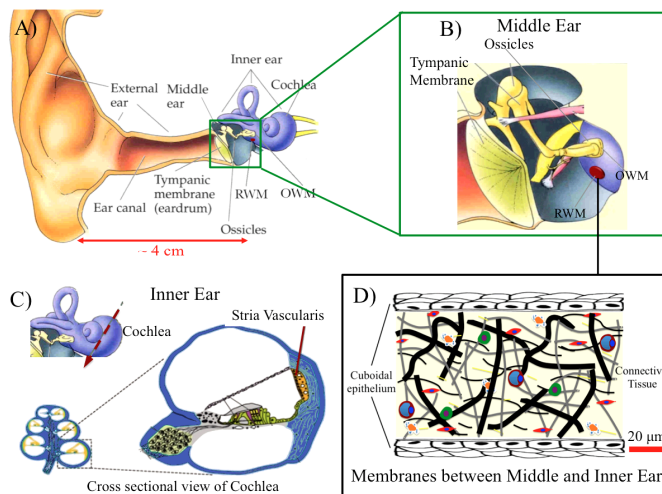 A)
Inner ear
External
ear
Middle
ear
Cochlea
Tympanic
membrane
(eardrum)
RWM
OWM
Ear canal
Ossicles
~ 4 cm
B)
Middle Ear
Ossicles
Tympanic
Membrane
OWM
RWM
C)
Inner Ear
Cochlea
Stria Vascularis
Cross sectional view of Cochlea
D)
Cuboidal
epithelium
Connective
Tissue
20 μm
Membranes between Middle and Inner Ear